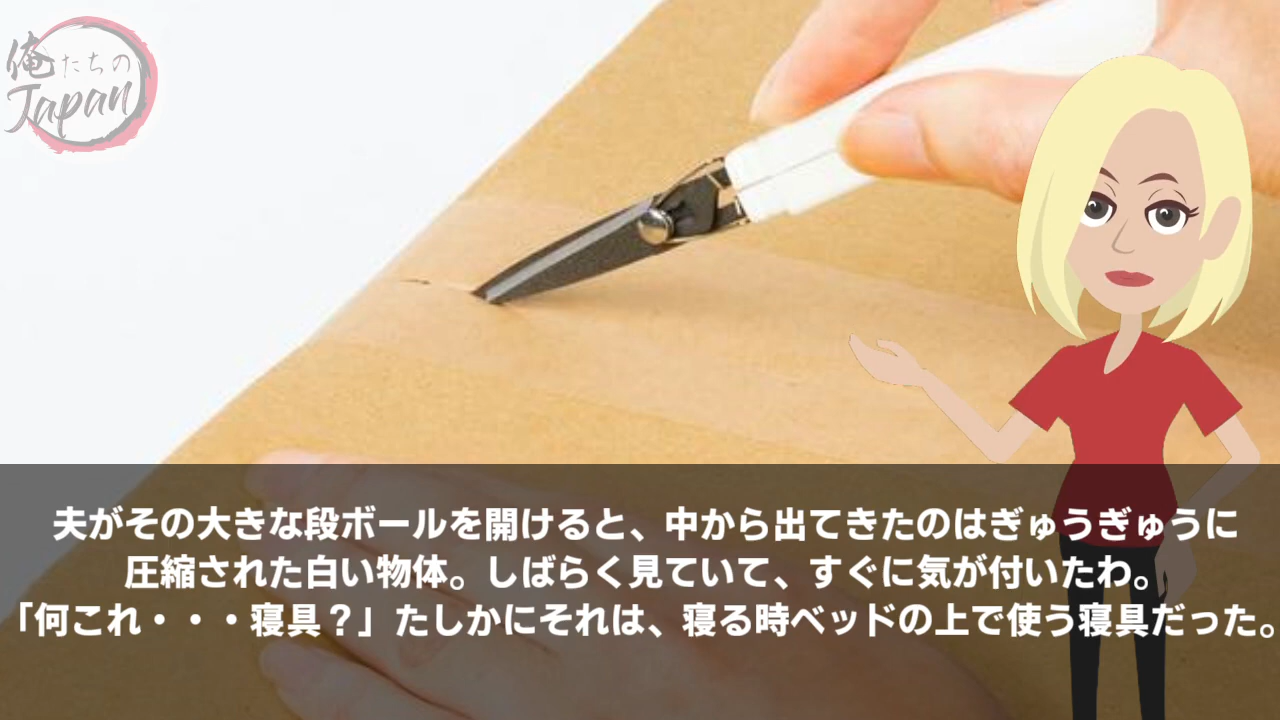 俺たちの
Japan
夫がその大きな段ボールを開けると、中から出てきたのはぎゅうぎゅうに
圧縮された白い物体。しばらく見ていて、すぐに気が付いたわ。
「何これ・・・寝具？」たしかにそれは、寝る時ベッドの上で使う寝具だった。